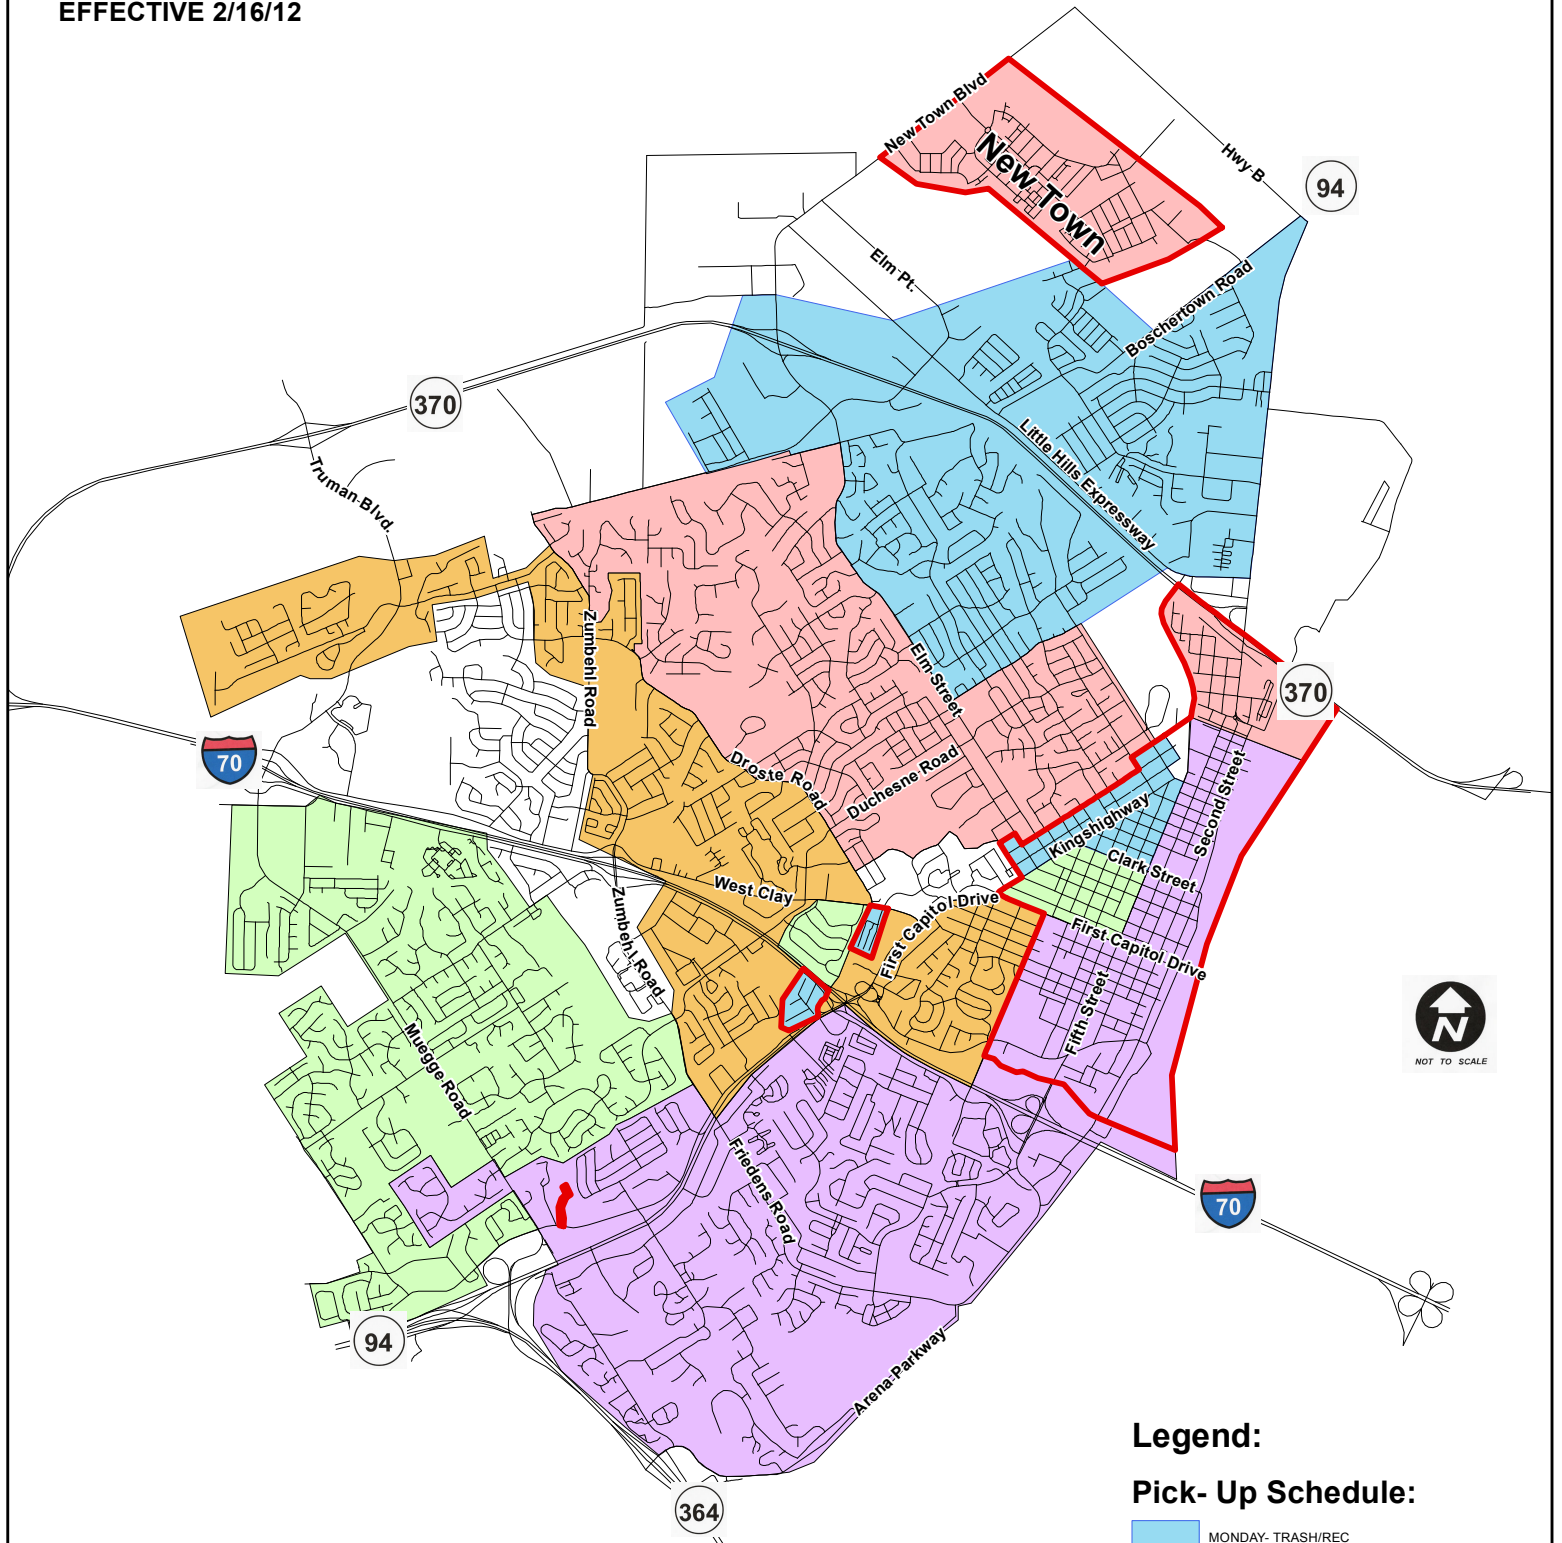 EFFECTIVE 2/16/12
New Town Blvd
New Town
Hwy B
94
Elm Pt.
Boschertown Road
370
Truman Blvd.
Little Hills Expressway
Zumbehl Road
Elm Street
370
70
Droste Road
Duchesne Road
Second Street
Kingshighway
Clark Street
West Clay
Zumbehl Road
First Capitol Drive
First Capitol Drive
Fifth Street
N
NOT TO SCALE
Muegge Road
Friedens Road
70
94
Arena Parkway
364
Legend:
Pick- Up Schedule:
MONDAY- TRASH/REC